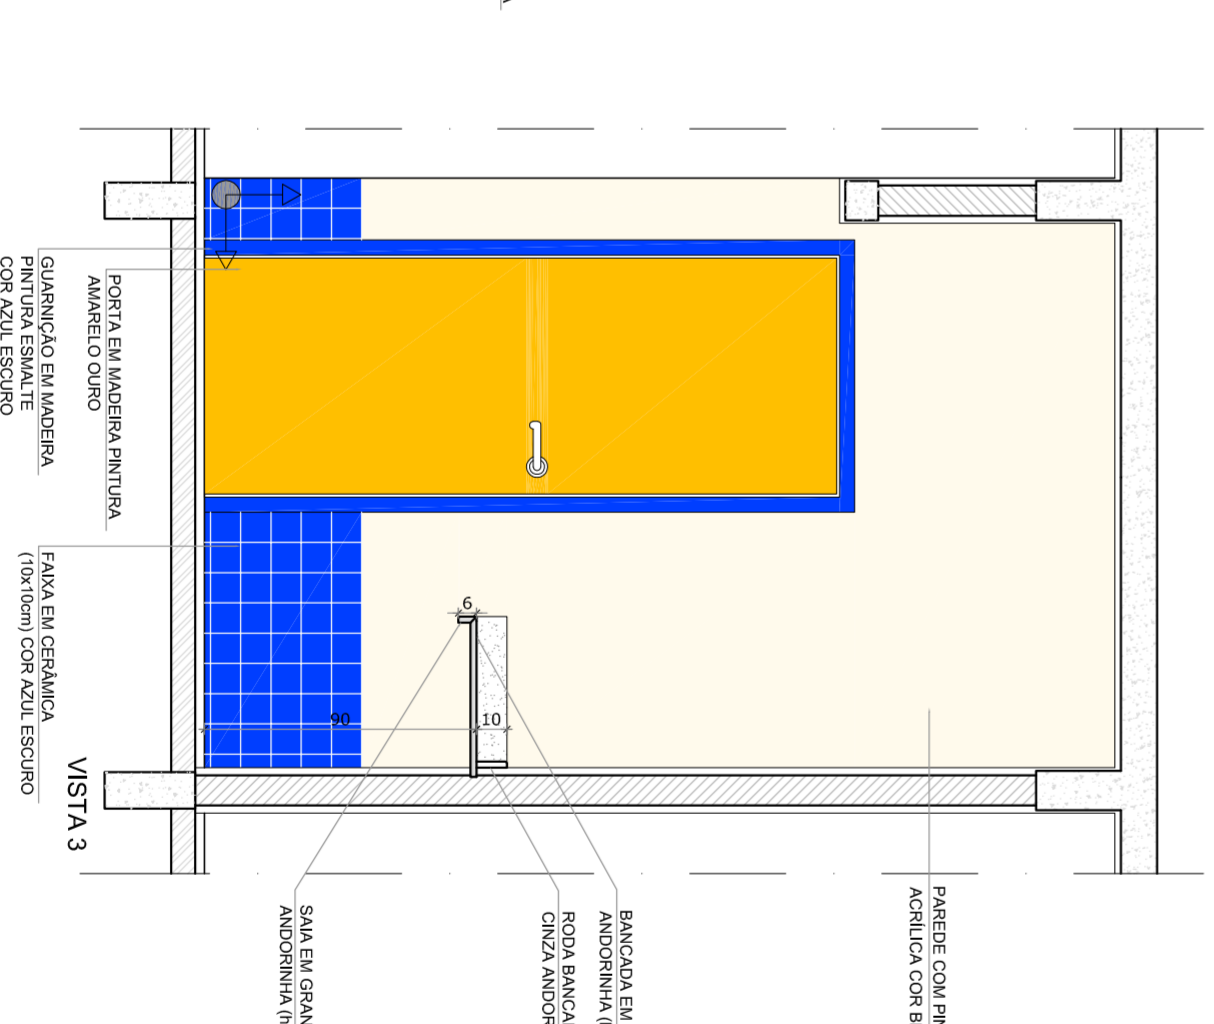 GUARNIÇÃO EM MADEIRA
PINTURA ESMALTE
COR AZUL ESCURO
PORTA EM MADEIRA PINTURA
AMARELO OURO
FAIXA EM CERÂMICA
(10x10cm) COR AZUL ESCURO
VISTA 3
6
90
10
SAIA EM GRAN
ANDORINHA (h
RODA BANCA
CINZA ANDOR
BANCADA EM
ANDORINHA (
PAREDE COM PIN
ACRÍLICA COR B